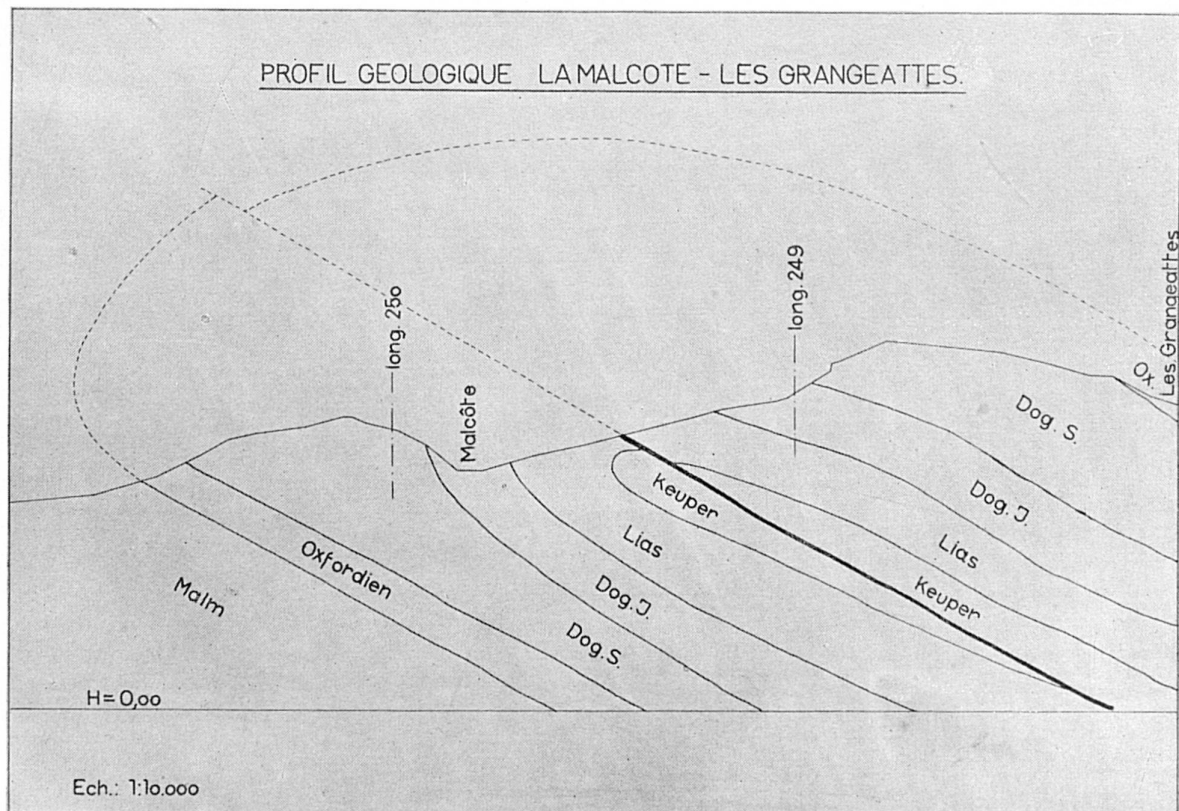 PROFIL GEOLOGIQUE LA MALCOTE - LES GRANGEATTES.
long. 250
Malcôte
long. 249
Les Grangeattes
Ox.
Dog. S.
Dog. J.
Lias
Keuper
Keuper
Lias
Dog. J.
Dog. S.
Oxfordien
Malm
H = 0,00
Ech.: 1:10.000